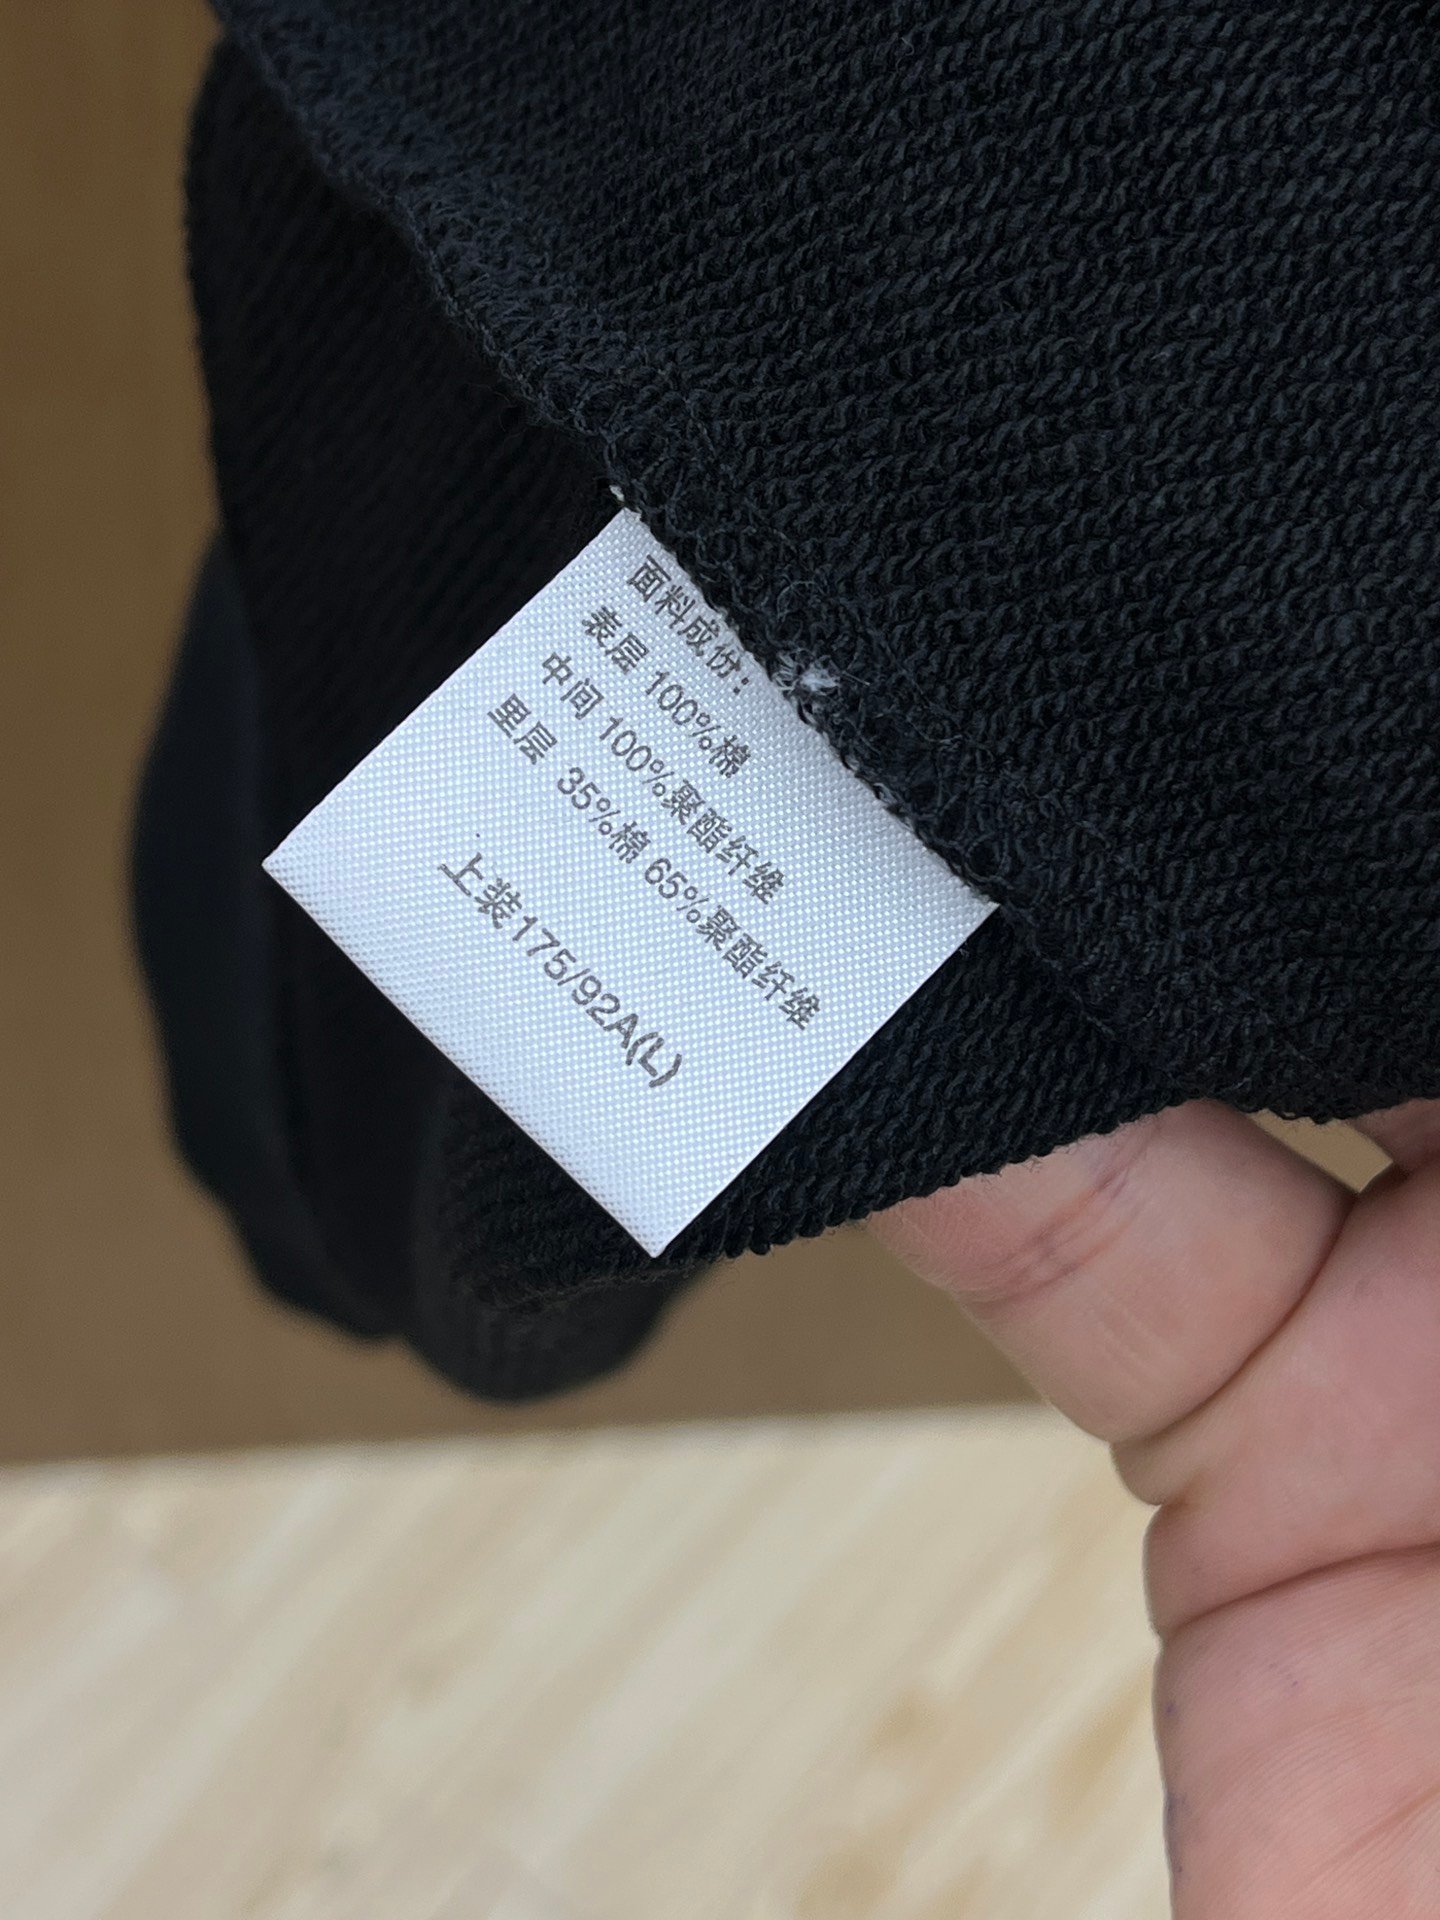 面料成份：
表层 100%棉
中间 100%聚酯纤维
里层 35%棉 65%聚酯纤维
上装175/92A(L)